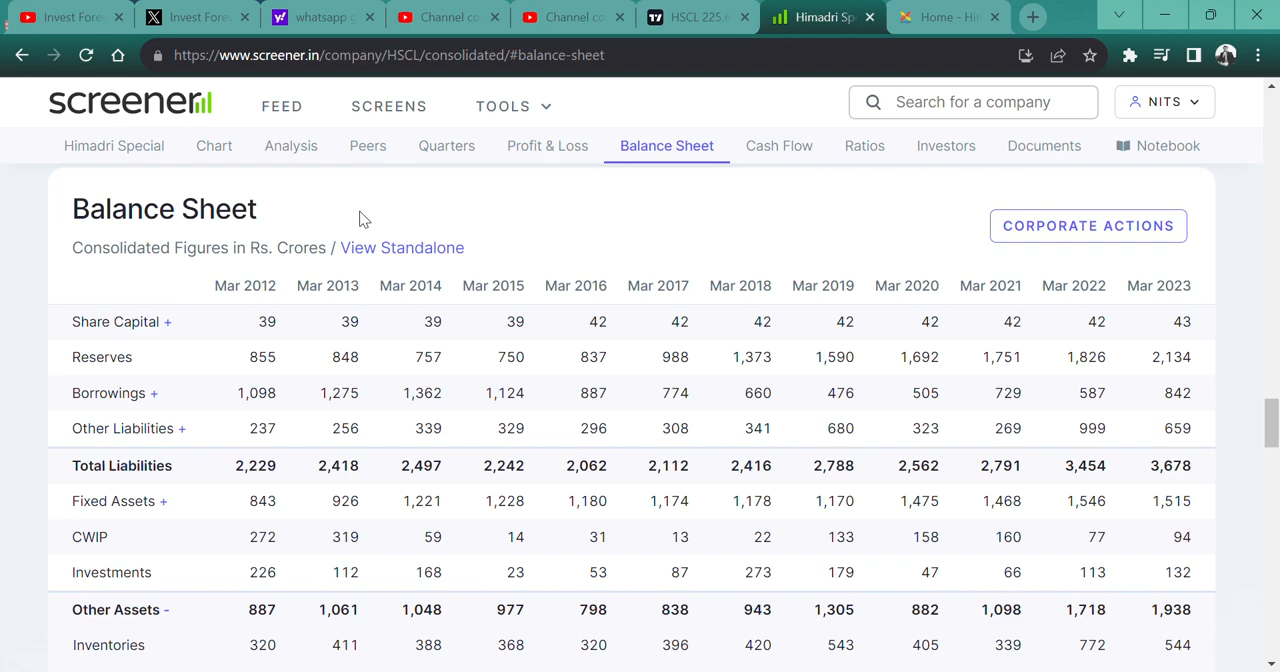 Invest Fore
Invest Forev
whatsapp g
Channel co
Channel co
HSCL 225.6
Himadri Sp
Home - Hi
https://www.screener.in/company/HSCL/consolidated/#balance-sheet
screener
FEED SCREENS TOOLS
Search for a company
NITS
Himadri Special Chart Analysis Peers Quarters Profit & Loss Balance Sheet Cash Flow Ratios Investors Documents Notebook
Balance Sheet
CORPORATE ACTIONS
Consolidated Figures in Rs. Crores / View Standalone
Mar 2012 Mar 2013 Mar 2014 Mar 2015 Mar 2016 Mar 2017 Mar 2018 Mar 2019 Mar 2020 Mar 2021 Mar 2022 Mar 2023
Share Capital + 39 39 39 39 42 42 42 42 42 42 42 43
Reserves 855 848 757 750 837 988 1,373 1,590 1,692 1,751 1,826 2,134
Borrowings + 1,098 1,275 1,362 1,124 887 774 660 476 505 729 587 842
Other Liabilities + 237 256 339 329 296 308 341 680 323 269 999 659
Total Liabilities 2,229 2,418 2,497 2,242 2,062 2,112 2,416 2,788 2,562 2,791 3,454 3,678
Fixed Assets + 843 926 1,221 1,228 1,180 1,174 1,178 1,170 1,475 1,468 1,546 1,515
CWIP 272 319 59 14 31 13 22 133 158 160 77 94
Investments 226 112 168 23 53 87 273 179 47 66 113 132
Other Assets - 887 1,061 1,048 977 798 838 943 1,305 882 1,098 1,718 1,938
Inventories 320 411 388 368 320 396 420 543 405 339 772 544